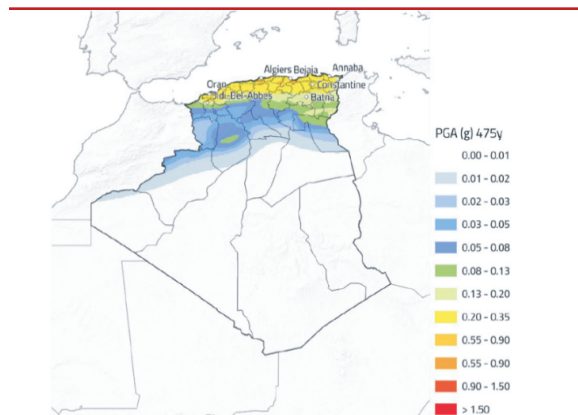 Algiers Bejaia Annaba
Oran Constantine
Sidi-Bel-Abbes Batna
PGA (g) 475y
0.00 - 0.01
0.01 - 0.02
0.02 - 0.03
0.03 - 0.05
0.05 - 0.08
0.08 - 0.13
0.13 - 0.20
0.20 - 0.35
0.55 - 0.90
0.55 - 0.90
0.90 - 1.50
> 1.50